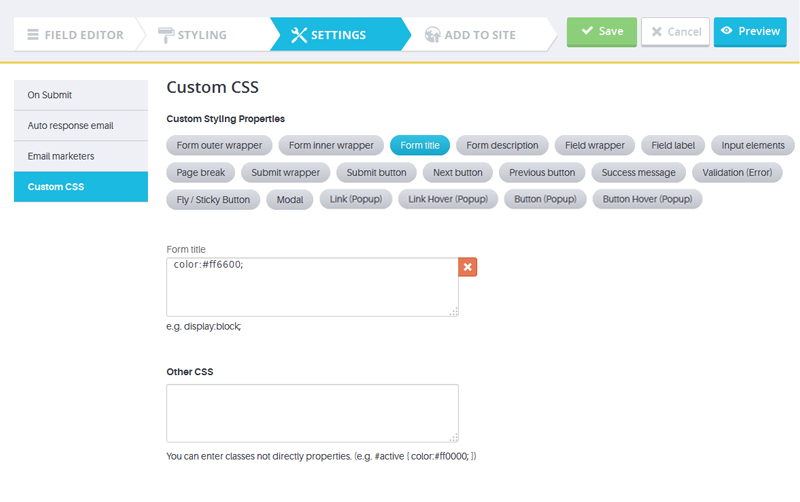 FIELD EDITOR STYLING SETTINGS ADD TO SITE Save Cancel Preview
On Submit
Auto response email
Email marketers
Custom CSS
Custom CSS
Custom Styling Properties
Form outer wrapper Form inner wrapper Form title Form description Field wrapper Field label Input elements
Page break Submit wrapper Submit button Next button Previous button Success message Validation (Error)
Fly / Sticky Button Modal Link (Popup) Link Hover (Popup) Button (Popup) Button Hover (Popup)
Form title
color:#ff6600;
e.g. display:block;
Other CSS
You can enter classes not directly properties. (e.g. #active { color:#ff0000; })